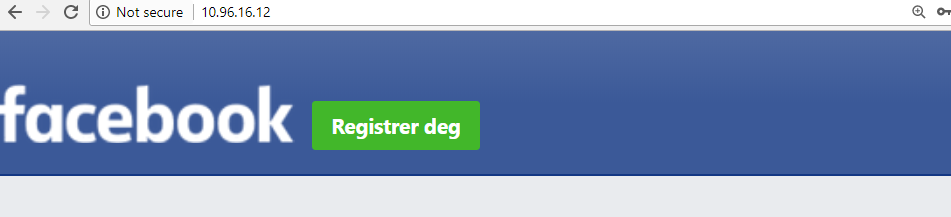 Not secure 10.96.16.12
facebook
Registrer deg